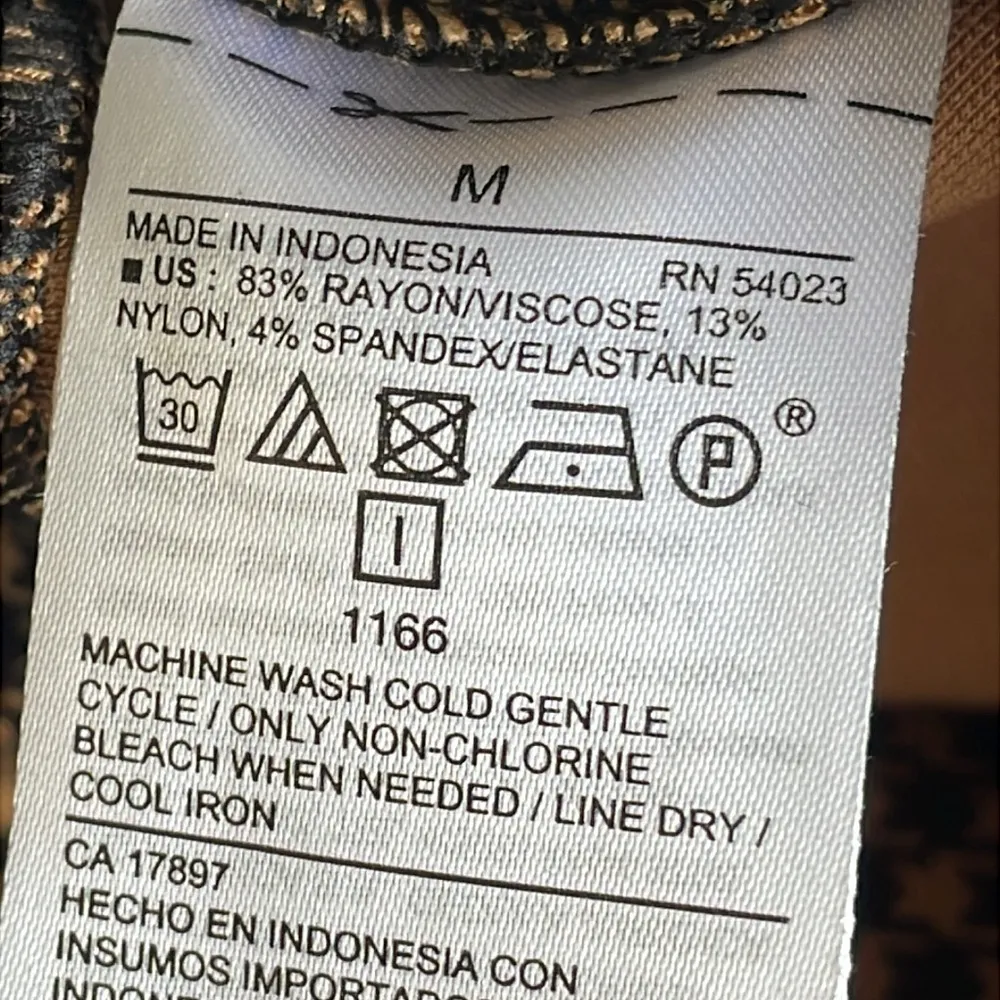 M
MADE IN INDONESIA RN 54023
US : 83% RAYON/VISCOSE, 13%
NYLON, 4% SPANDEX/ELASTANE
30 P ®
1166
MACHINE WASH COLD GENTLE
CYCLE / ONLY NON-CHLORINE
BLEACH WHEN NEEDED / LINE DRY /
COOL IRON
CA 17897
HECHO EN INDONESIA CON
INSUMOS